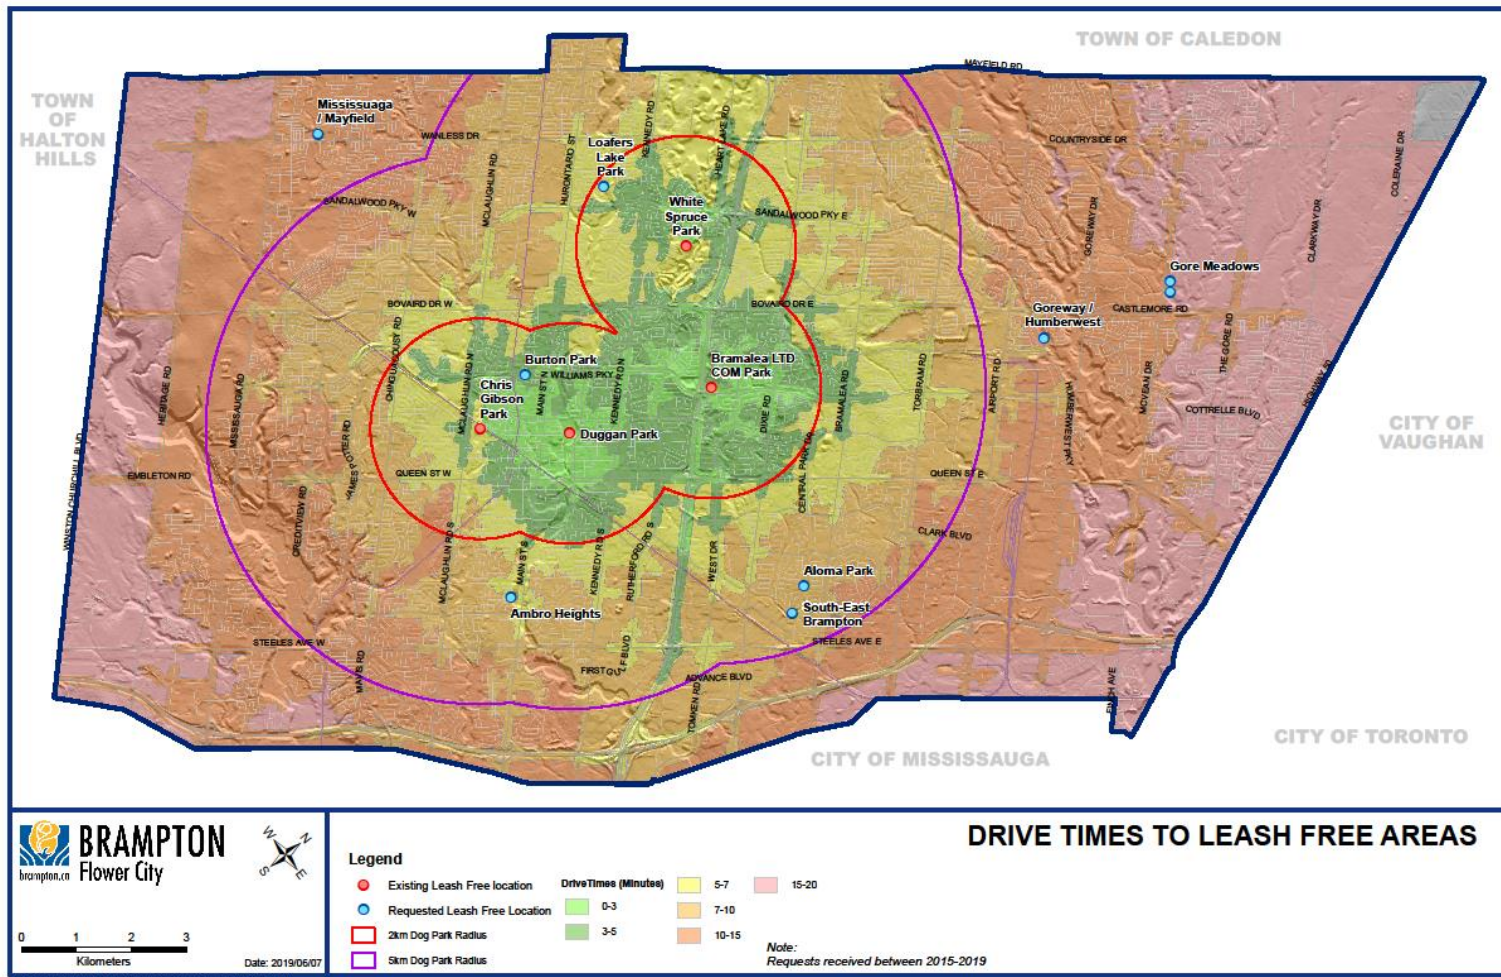 TOWN OF CALEDON
MAYFIELD RD
TOWN
OF
HALTON
HILLS
Mississuaga
/ Mayfield
WANLESS DR
COUNTRYSIDE DR
COLERAINE DR
KENNEDY RD
HEART LAKE RD
HURONTARIO ST
MCLAUGHLIN RD
Loafers
Lake
Park
White
Spruce
Park
SANDALWOOD PKY W
SANDALWOOD PKY E
GOREWAY DR
CLARKWAY DR
Gore Meadows
BOVAIRD DR W
BOVAIRD DR E
CASTLEMORE RD
Goreway /
Humberwest
THE GORE RD
CHINGUACOUSY RD
Burton Park
N WILLIAMS PKY
Bramalea LTD
COM Park
Chris
Gibson
Park
MCLAUGHLIN RD N
MAIN ST N
KENNEDY RD N
DIXIE RD
BRAMALEA RD
TORBRAM RD
AIRPORT RD
HUMBERWEST PKY
MCVEAN DR
COTTRELLE BLVD
HERITAGE RD
MISSISSAUGA RD
Duggan Park
CITY OF
VAUGHAN
EMBLETON RD
JAMES POTTER RD
QUEEN ST W
QUEEN ST E
CENTRAL PARK DR
WINSTON CHURCHILL BLVD
CREDITVIEW RD
CLARK BLVD
MCLAUGHLIN RD S
MAIN ST S
KENNEDY RD S
RUTHERFORD RD S
WEST DR
Aloma Park
Ambro Heights
South-East
Brampton
STEELES AVE W
STEELES AVE E
MAVIS RD
FIRST GULF BLVD
ADVANCE BLVD
TOMKEN RD
FINCH AVE
CITY OF MISSISSAUGA
CITY OF TORONTO
BRAMPTON
brampton.ca Flower City
W N
S E
0 1 2 3
Kilometers
Date: 2019/06/07
DRIVE TIMES TO LEASH FREE AREAS
Legend
Existing Leash Free location
Requested Leash Free Location
2km Dog Park Radius
5km Dog Park Radius
DriveTimes (Minutes)
0-3
3-5
5-7
7-10
10-15
15-20
Note:
Requests received between 2015-2019